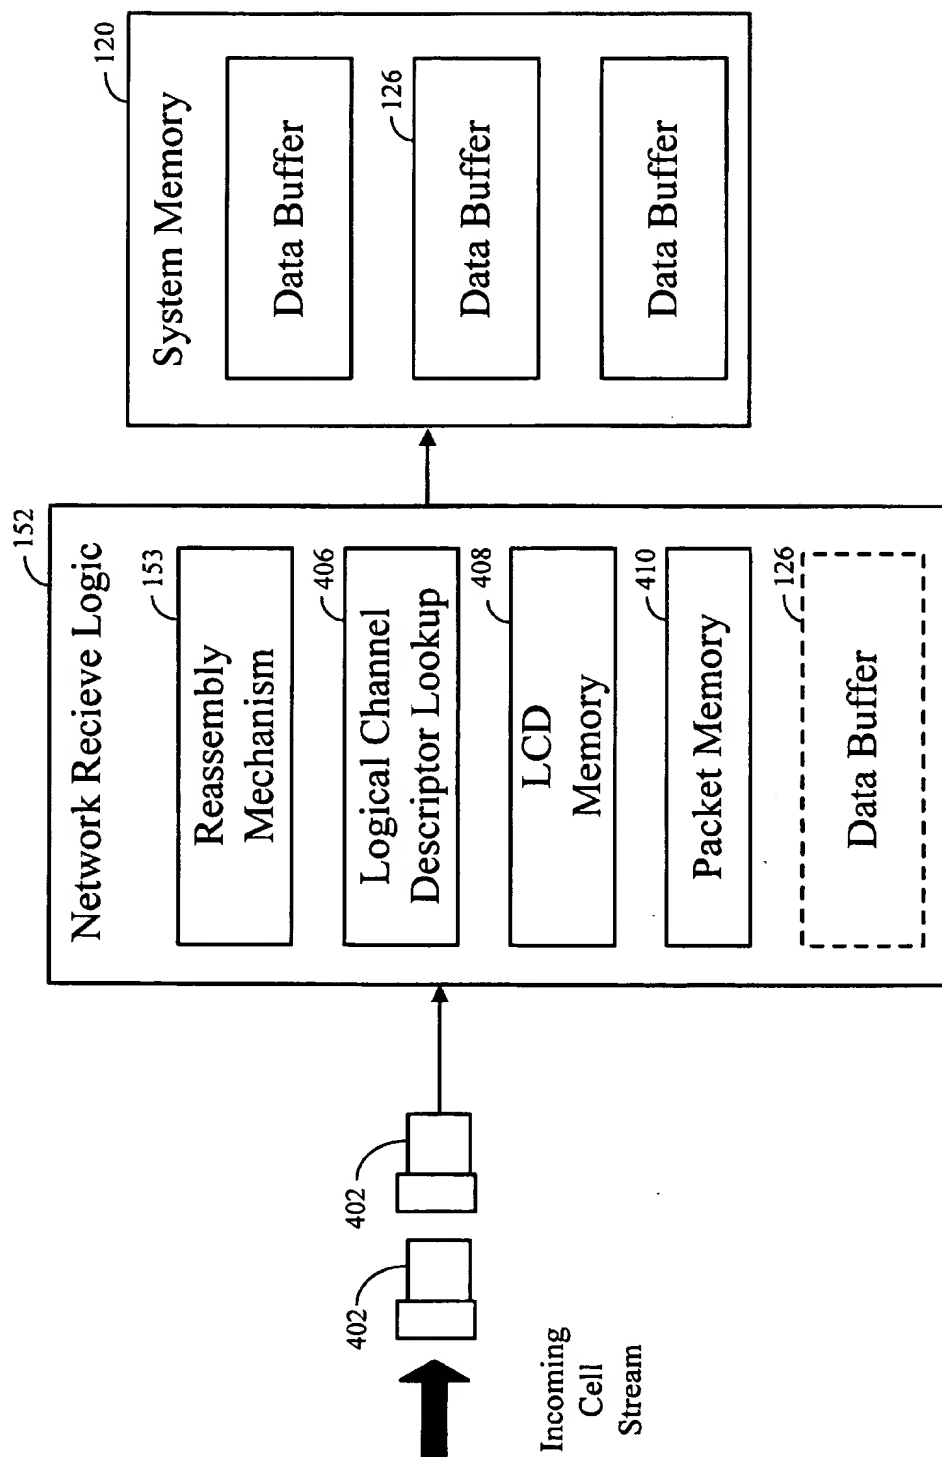 Incoming
Cell
Stream
402
402
152
Network Recieve Logic
153
Reassembly
Mechanism
406
Logical Channel
Descriptor Lookup
408
LCD
Memory
410
Packet Memory
126
Data Buffer
120
System Memory
Data Buffer
126
Data Buffer
Data Buffer